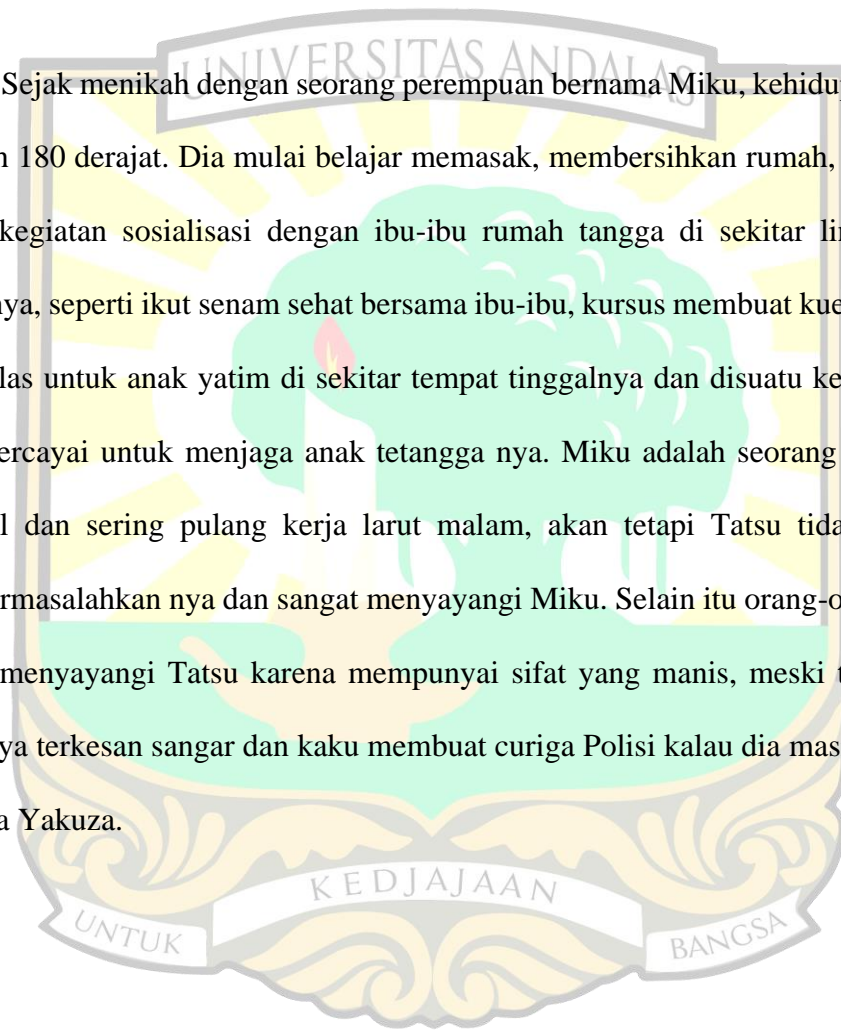 UNIVERSITAS ANDALAS
Sejak menikah dengan seorang perempuan bernama Miku, kehidup
n 180 derajat. Dia mulai belajar memasak, membersihkan rumah,
kegiatan sosialisasi dengan ibu-ibu rumah tangga di sekitar lin
nya, seperti ikut senam sehat bersama ibu-ibu, kursus membuat kue
las untuk anak yatim di sekitar tempat tinggalnya dan disuatu ke
ercayai untuk menjaga anak tetangga nya. Miku adalah seorang
l dan sering pulang kerja larut malam, akan tetapi Tatsu tida
rmasalahkan nya dan sangat menyayangi Miku. Selain itu orang-o
menyayangi Tatsu karena mempunyai sifat yang manis, meski t
ya terkesan sangar dan kaku membuat curiga Polisi kalau dia mas
a Yakuza.
UNTUK KEDJAJAAN BANGSA